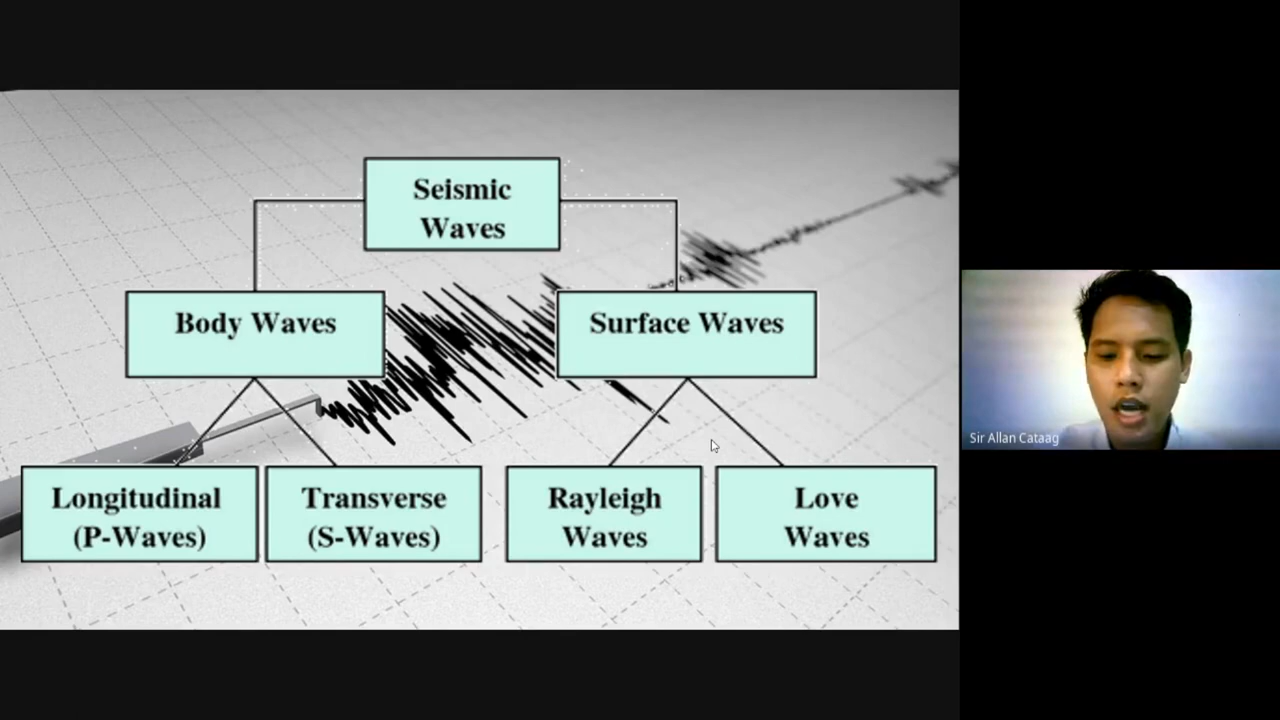 Seismic
Waves
Body Waves
Surface Waves
Longitudinal
(P-Waves)
Transverse
(S-Waves)
Rayleigh
Waves
Love
Waves
Sir Allan Cataag